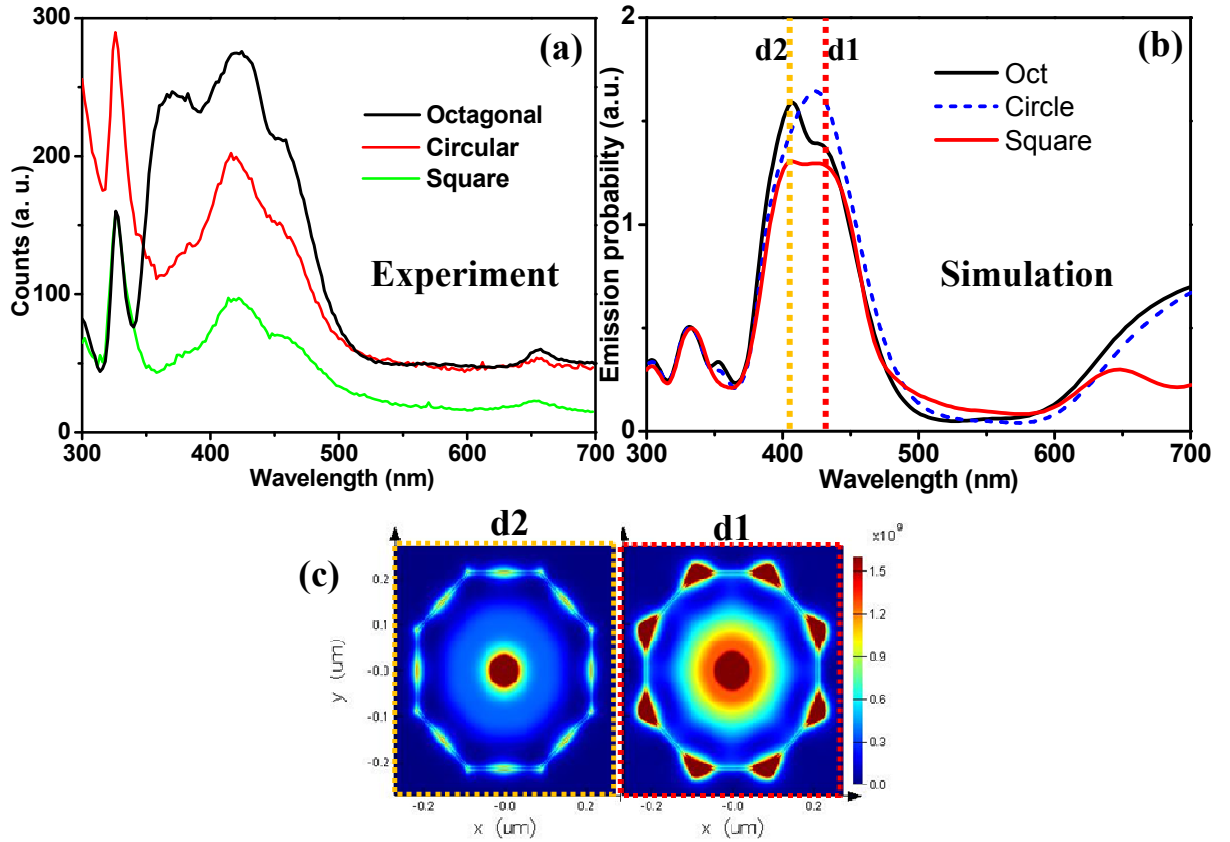 300
200
100
0
Counts (a. u.)
(a)
Octagonal
Circular
Square
Experiment
300 400 500 600 700
Wavelength (nm)
2
1
0
Emission probabilty (a. u.)
d2 d1
(b)
Oct
Circle
Square
Simulation
300 400 500 600 700
Wavelength (nm)
(c)
d2
d1
0.2
0.1
-0.0
-0.1
-0.2
y (um)
-0.2 -0.0 0.2
x (um)
-0.2 -0.0 0.2
x (um)
x10^9
1.5
1.2
0.9
0.6
0.3
0.0